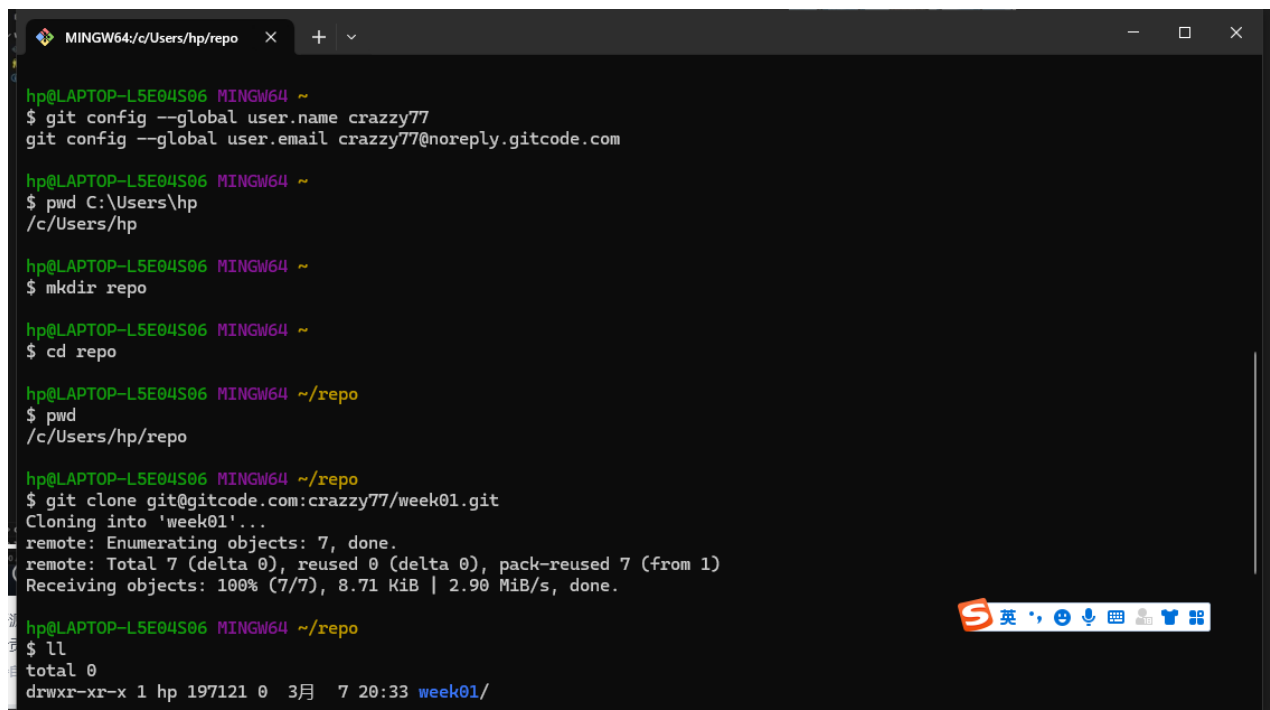 MINGW64:/c/Users/hp/repo
hp@LAPTOP-L5E04S06 MINGW64 ~
$ git config --global user.name crazzy77
git config --global user.email crazzy77@noreply.gitcode.com
hp@LAPTOP-L5E04S06 MINGW64 ~
$ pwd C:\Users\hp
/c/Users/hp
hp@LAPTOP-L5E04S06 MINGW64 ~
$ mkdir repo
hp@LAPTOP-L5E04S06 MINGW64 ~
$ cd repo
hp@LAPTOP-L5E04S06 MINGW64 ~/repo
$ pwd
/c/Users/hp/repo
hp@LAPTOP-L5E04S06 MINGW64 ~/repo
$ git clone git@gitcode.com:crazzy77/week01.git
Cloning into 'week01'...
remote: Enumerating objects: 7, done.
remote: Total 7 (delta 0), reused 0 (delta 0), pack-reused 7 (from 1)
Receiving objects: 100% (7/7), 8.71 KiB | 2.90 MiB/s, done.
英
hp@LAPTOP-L5E04S06 MINGW64 ~/repo
$ ll
total 0
drwxr-xr-x 1 hp 197121 0  3月  7 20:33 week01/